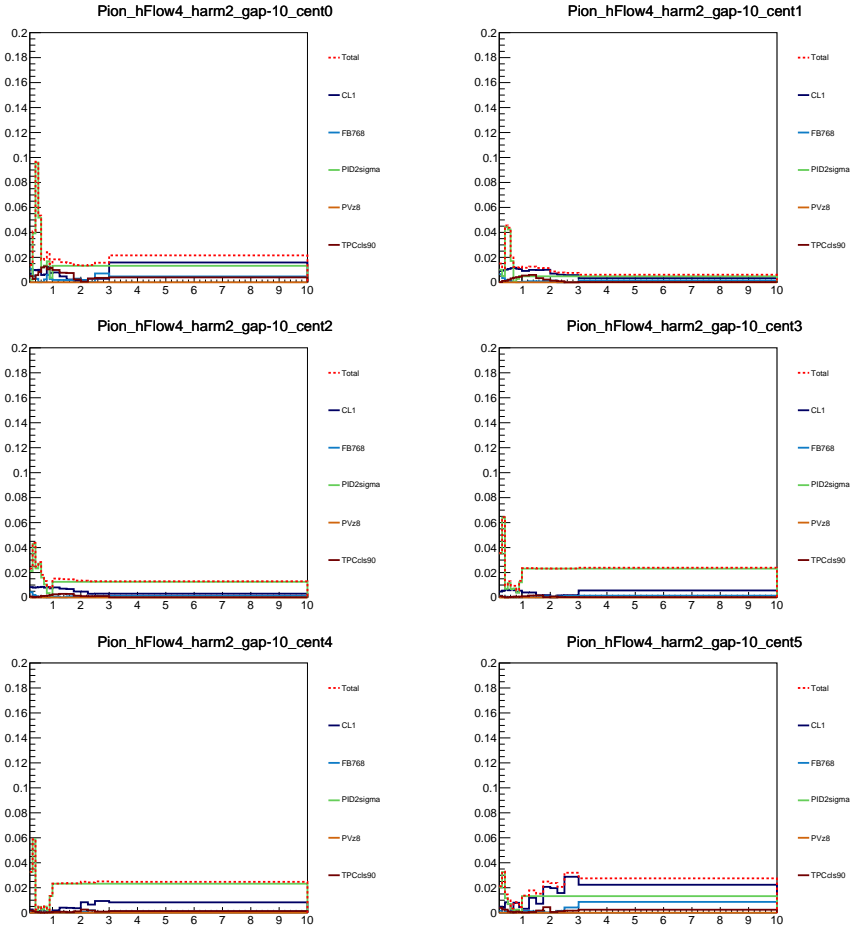 Pion_hFlow4_harm2_gap-10_cent0
0.2
0.18
0.16
0.14
0.12
0.1
0.08
0.06
0.04
0.02
0
1 2 3 4 5 6 7 8 9 10
Total
CL1
FB768
PID2sigma
PVz8
TPCcls90
Pion_hFlow4_harm2_gap-10_cent1
0.2
0.18
0.16
0.14
0.12
0.1
0.08
0.06
0.04
0.02
0
1 2 3 4 5 6 7 8 9 10
Total
CL1
FB768
PID2sigma
PVz8
TPCcls90
Pion_hFlow4_harm2_gap-10_cent2
0.2
0.18
0.16
0.14
0.12
0.1
0.08
0.06
0.04
0.02
0
1 2 3 4 5 6 7 8 9 10
Total
CL1
FB768
PID2sigma
PVz8
TPCcls90
Pion_hFlow4_harm2_gap-10_cent3
0.2
0.18
0.16
0.14
0.12
0.1
0.08
0.06
0.04
0.02
0
1 2 3 4 5 6 7 8 9 10
Total
CL1
FB768
PID2sigma
PVz8
TPCcls90
Pion_hFlow4_harm2_gap-10_cent4
0.2
0.18
0.16
0.14
0.12
0.1
0.08
0.06
0.04
0.02
0
1 2 3 4 5 6 7 8 9 10
Total
CL1
FB768
PID2sigma
PVz8
TPCcls90
Pion_hFlow4_harm2_gap-10_cent5
0.2
0.18
0.16
0.14
0.12
0.1
0.08
0.06
0.04
0.02
0
1 2 3 4 5 6 7 8 9 10
Total
CL1
FB768
PID2sigma
PVz8
TPCcls90